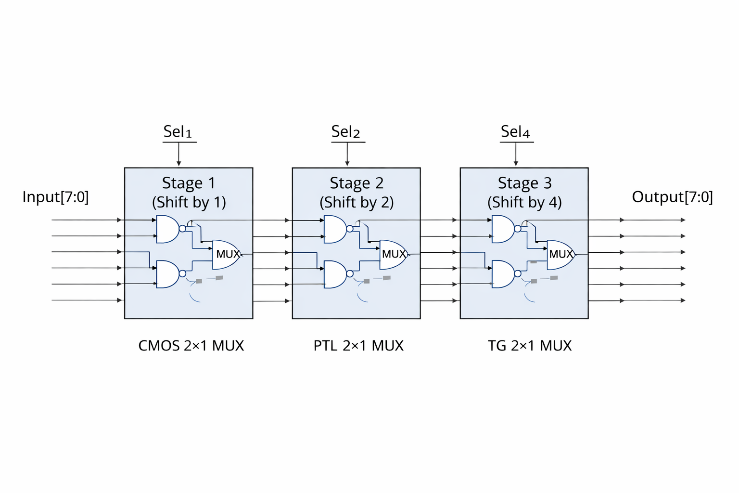 Sel₁
Sel₂
Sel₄
Input[7:0]
Stage 1
(Shift by 1)
Stage 2
(Shift by 2)
Stage 3
(Shift by 4)
Output[7:0]
MUX
MUX
MUX
CMOS 2×1 MUX
PTL 2×1 MUX
TG 2×1 MUX